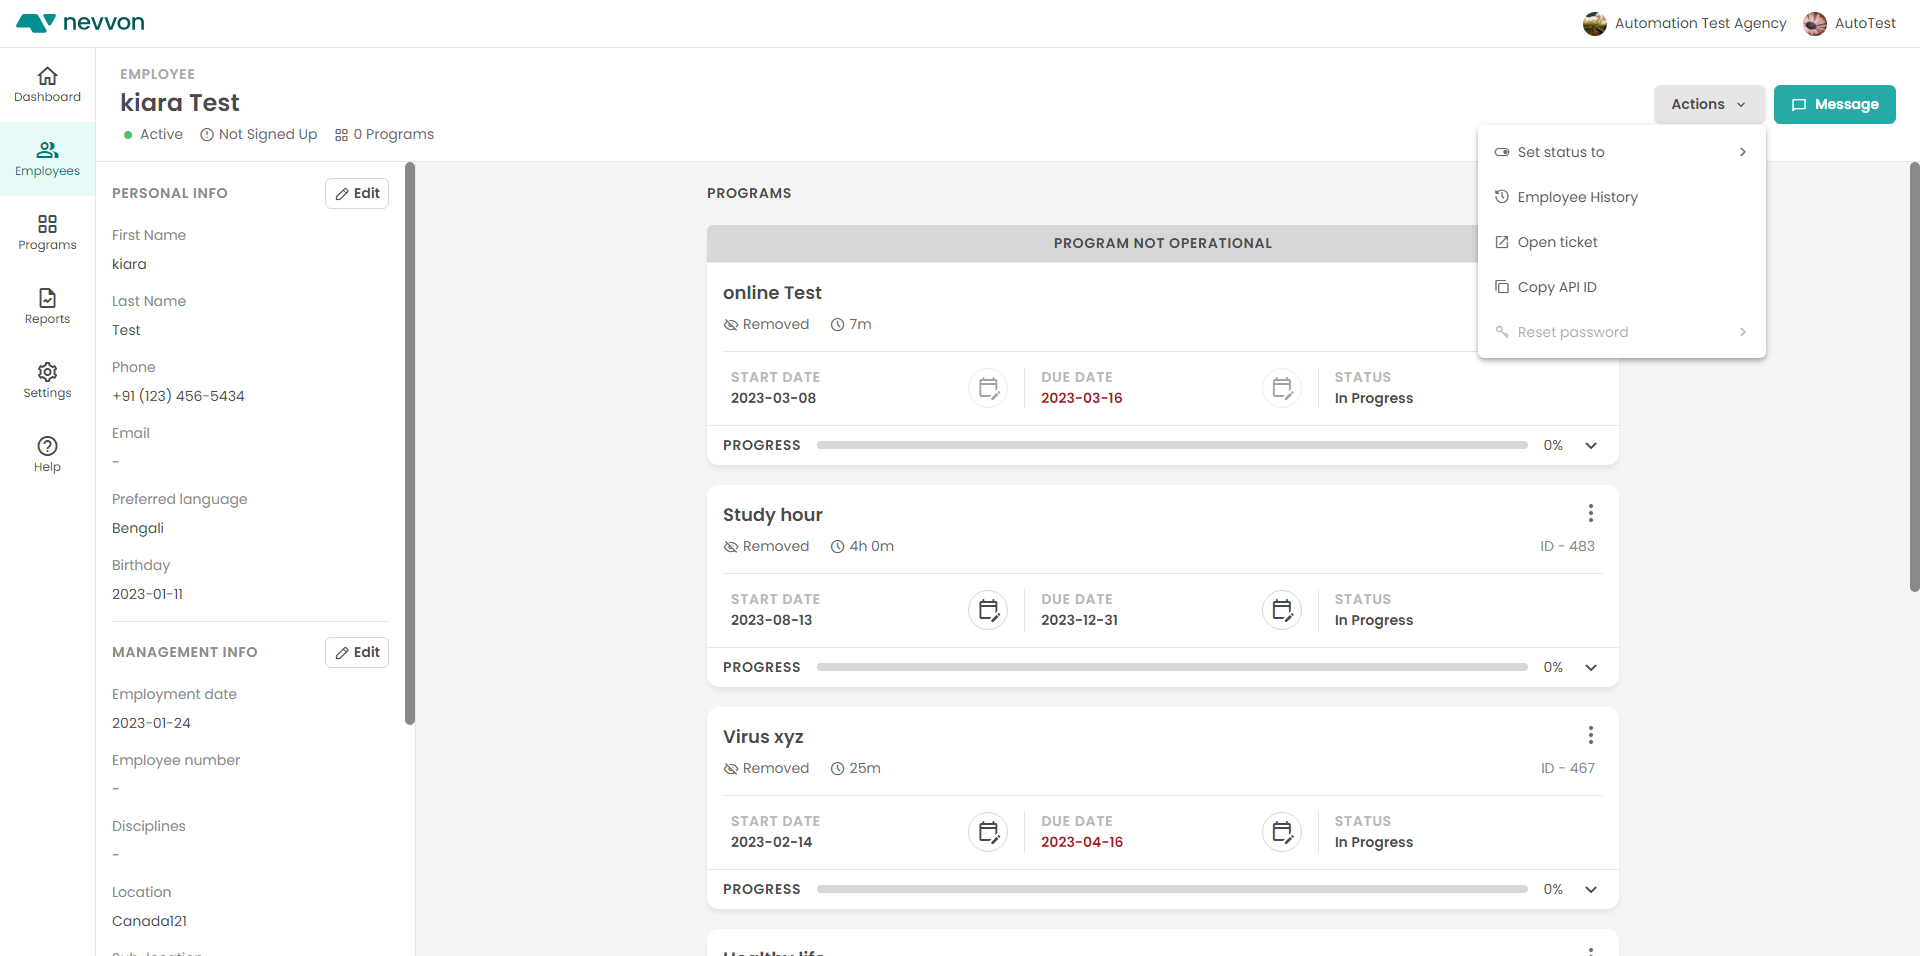 nevvon
Automation Test Agency
AutoTest
Dashboard
Employees
Programs
Reports
Settings
Help
EMPLOYEE
kiara Test
Active
Not Signed Up
0 Programs
Actions
Message
Set status to
Employee History
Open ticket
Copy API ID
Reset password
PERSONAL INFO
Edit
First Name
kiara
Last Name
Test
Phone
+91 (123) 456-5434
Email
-
Preferred language
Bengali
Birthday
2023-01-11
MANAGEMENT INFO
Edit
Employment date
2023-01-24
Employee number
-
Disciplines
-
Location
Canada121
Sub-location
PROGRAMS
PROGRAM NOT OPERATIONAL
online Test
Removed
7m
START DATE
2023-03-08
DUE DATE
2023-03-16
STATUS
In Progress
PROGRESS
0%
Study hour
Removed
4h 0m
ID - 483
START DATE
2023-08-13
DUE DATE
2023-12-31
STATUS
In Progress
PROGRESS
0%
Virus xyz
Removed
25m
ID - 467
START DATE
2023-02-14
DUE DATE
2023-04-16
STATUS
In Progress
PROGRESS
0%
Healthy life